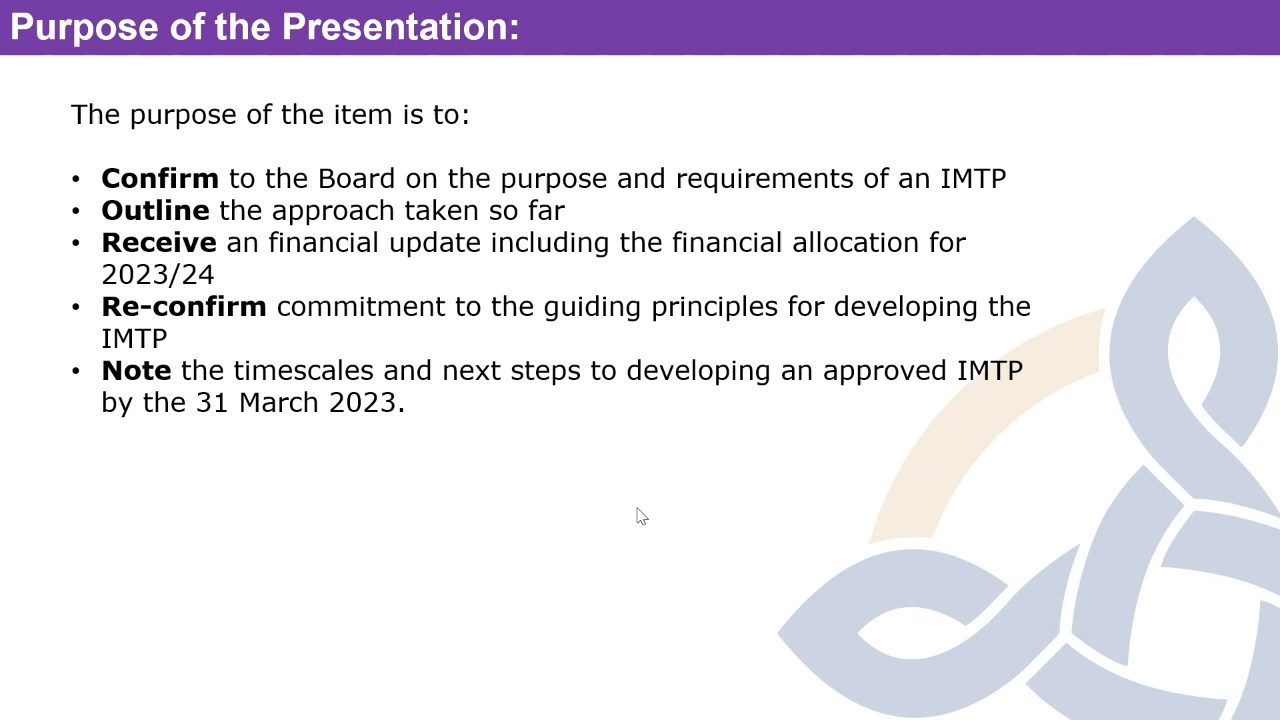 Purpose of the Presentation:
The purpose of the item is to:
• Confirm to the Board on the purpose and requirements of an IMTP
• Outline the approach taken so far
• Receive an financial update including the financial allocation for
2023/24
• Re-confirm commitment to the guiding principles for developing the
IMTP
• Note the timescales and next steps to developing an approved IMTP
by the 31 March 2023.